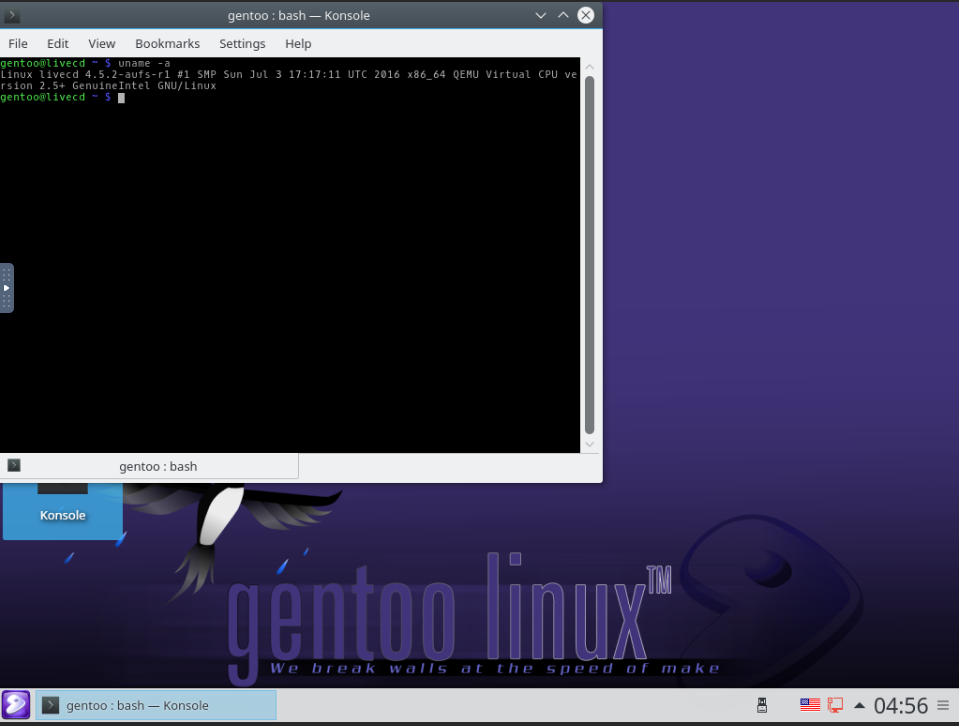 gentoo : bash — Konsole
File Edit View Bookmarks Settings Help
gentoo@livecd ~ $ uname -a
Linux livecd 4.5.2-aufs-r1 #1 SMP Sun Jul 3 17:17:11 UTC 2016 x86_64 QEMU Virtual CPU ve
rsion 2.5+ GenuineIntel GNU/Linux
gentoo@livecd ~ $
gentoo : bash
Konsole
gentoo linux™
We break walls at the speed of make
gentoo : bash — Konsole
04:56